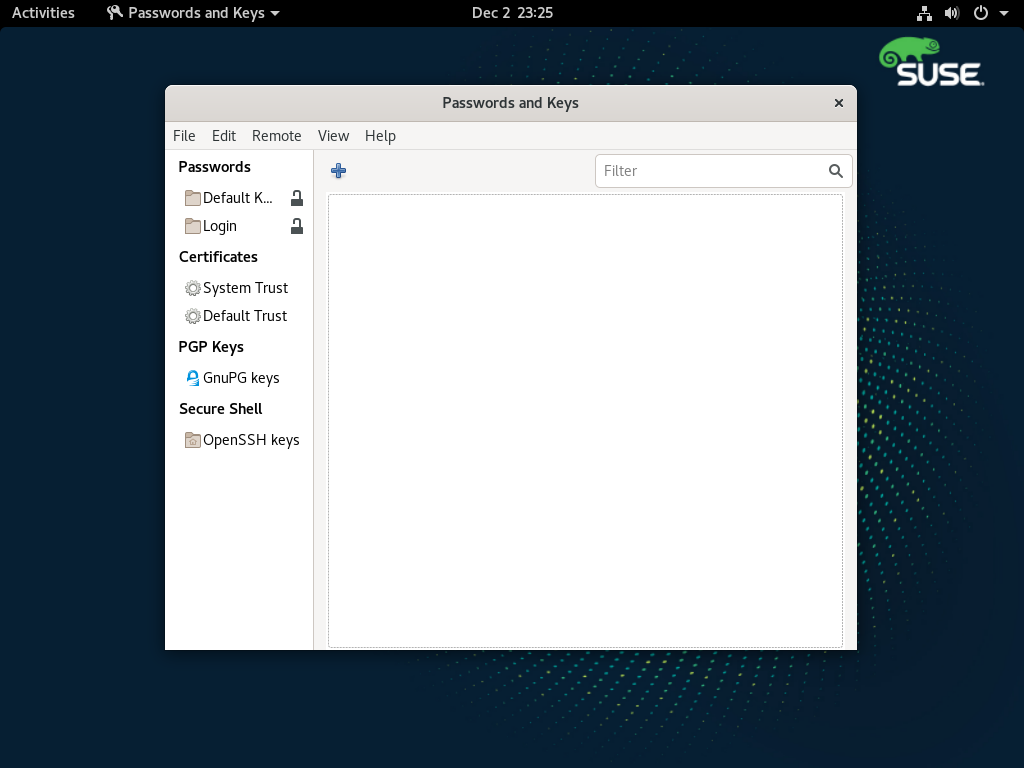 Activities Passwords and Keys Dec 2 23:25
SUSE
Passwords and Keys
File Edit Remote View Help
Passwords
Filter
Default K...
Login
Certificates
System Trust
Default Trust
PGP Keys
GnuPG keys
Secure Shell
OpenSSH keys